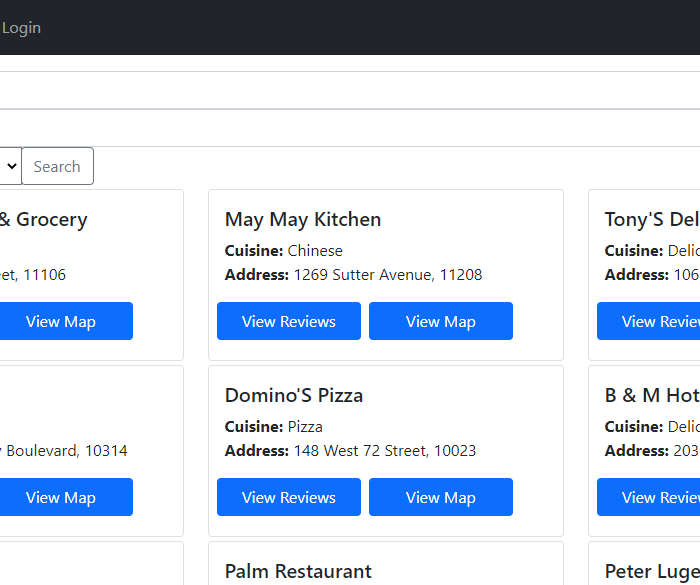 Login
Search
& Grocery
et, 11106
View Map
May May Kitchen
Cuisine: Chinese
Address: 1269 Sutter Avenue, 11208
View Reviews View Map
Tony'S Del
Cuisine: Delic
Address: 106
View Review
Boulevard, 10314
View Map
Domino'S Pizza
Cuisine: Pizza
Address: 148 West 72 Street, 10023
View Reviews View Map
B & M Hot
Cuisine: Delic
Address: 203
View Review
Palm Restaurant
Peter Luge